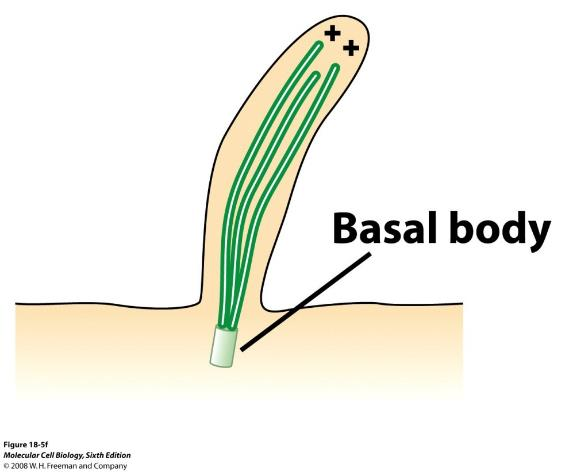 +
+
Basal body
Figure 18-5f
Molecular Cell Biology, Sixth Edition
© 2008 W. H. Freeman and Company